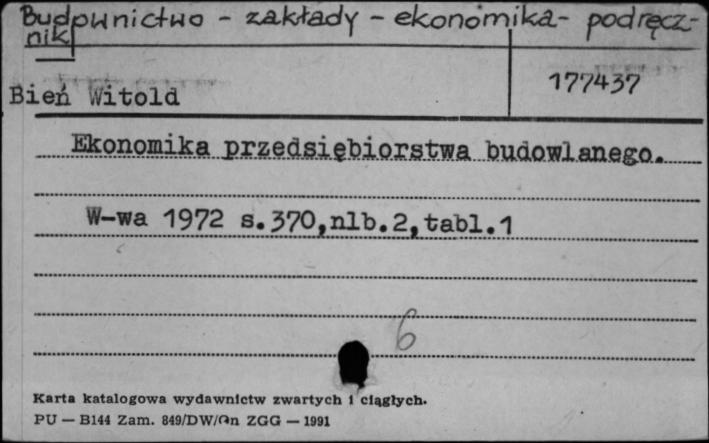 Budownictwo - zakłady - ekonomika - podręcz-
nik
177437
Bień Witold
Ekonomika przedsiębiorstwa budowlanego.
W-wa 1972 s.370,nlb.2,tabl.1
6
Karta katalogowa wydawnictw zwartych i ciągłych.
PU — B144 Zam. 849/DW/On ZGG — 1991